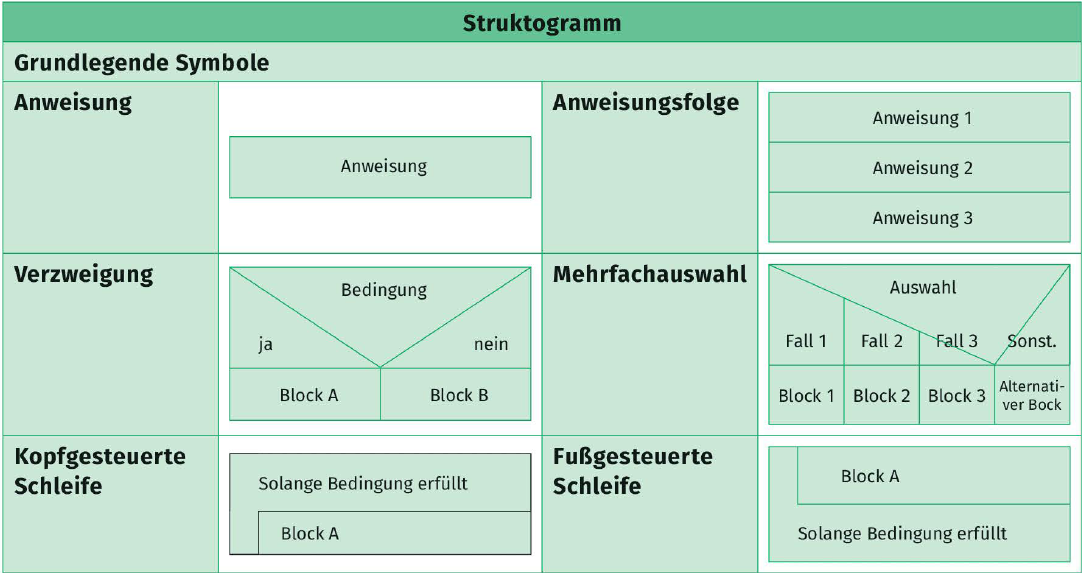 Struktogramm
Grundlegende Symbole
Anweisung
Anweisung
Anweisungsfolge
Anweisung 1
Anweisung 2
Anweisung 3
Verzweigung
Bedingung
ja
nein
Block A
Block B
Mehrfachauswahl
Auswahl
Fall 1
Fall 2
Fall 3
Sonst.
Block 1
Block 2
Block 3
Alternati-
ver Bock
Kopfgesteuerte
Schleife
Solange Bedingung erfüllt
Block A
Fußgesteuerte
Schleife
Block A
Solange Bedingung erfüllt